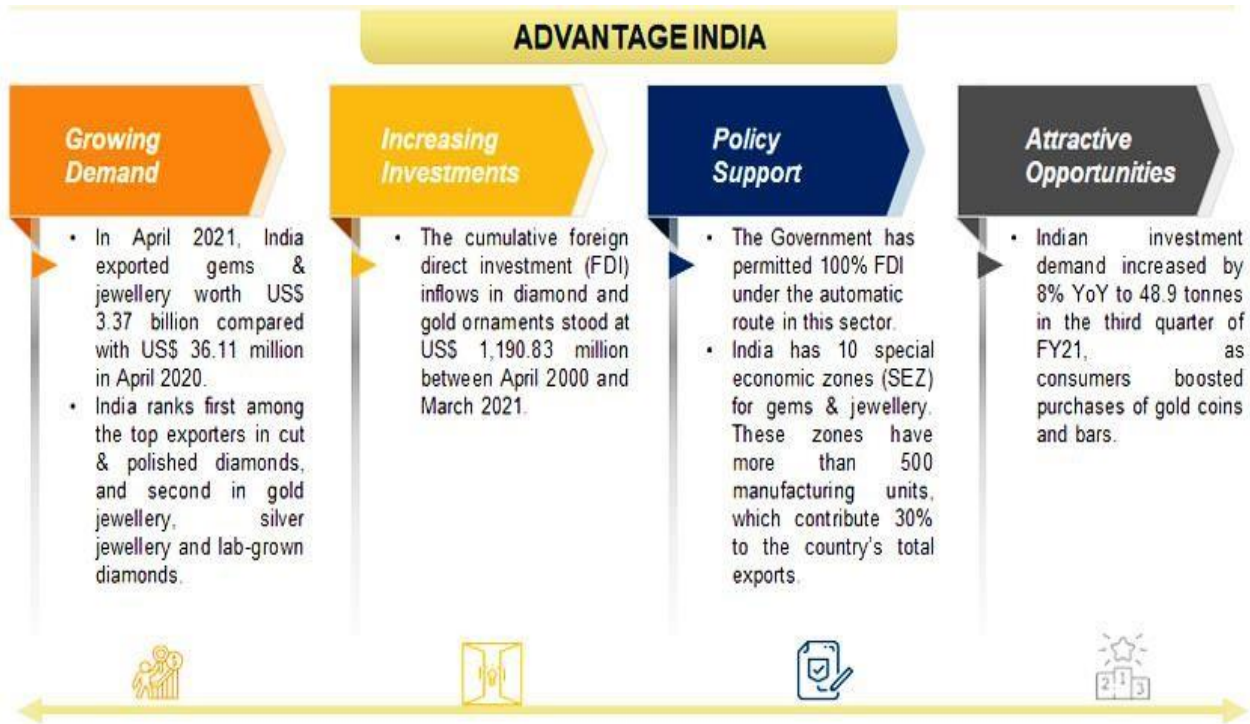 ADVANTAGE INDIA
Growing
Demand
• In April 2021, India
exported gems &
jewellery worth US$
3.37 billion compared
with US$ 36.11 million
in April 2020.
• India ranks first among
the top exporters in cut
& polished diamonds,
and second in gold
jewellery, silver
jewellery and lab-grown
diamonds.
Increasing
Investments
• The cumulative foreign
direct investment (FDI)
inflows in diamond and
gold ornaments stood at
US$ 1,190.83 million
between April 2000 and
March 2021.
Policy
Support
• The Government has
permitted 100% FDI
under the automatic
route in this sector.
• India has 10 special
economic zones (SEZ)
for gems & jewellery.
These zones have
more than 500
manufacturing units,
which contribute 30%
to the country's total
exports.
Attractive
Opportunities
• Indian investment
demand increased by
8% YoY to 48.9 tonnes
in the third quarter of
FY21, as
consumers boosted
purchases of gold coins
and bars.
2 1 3